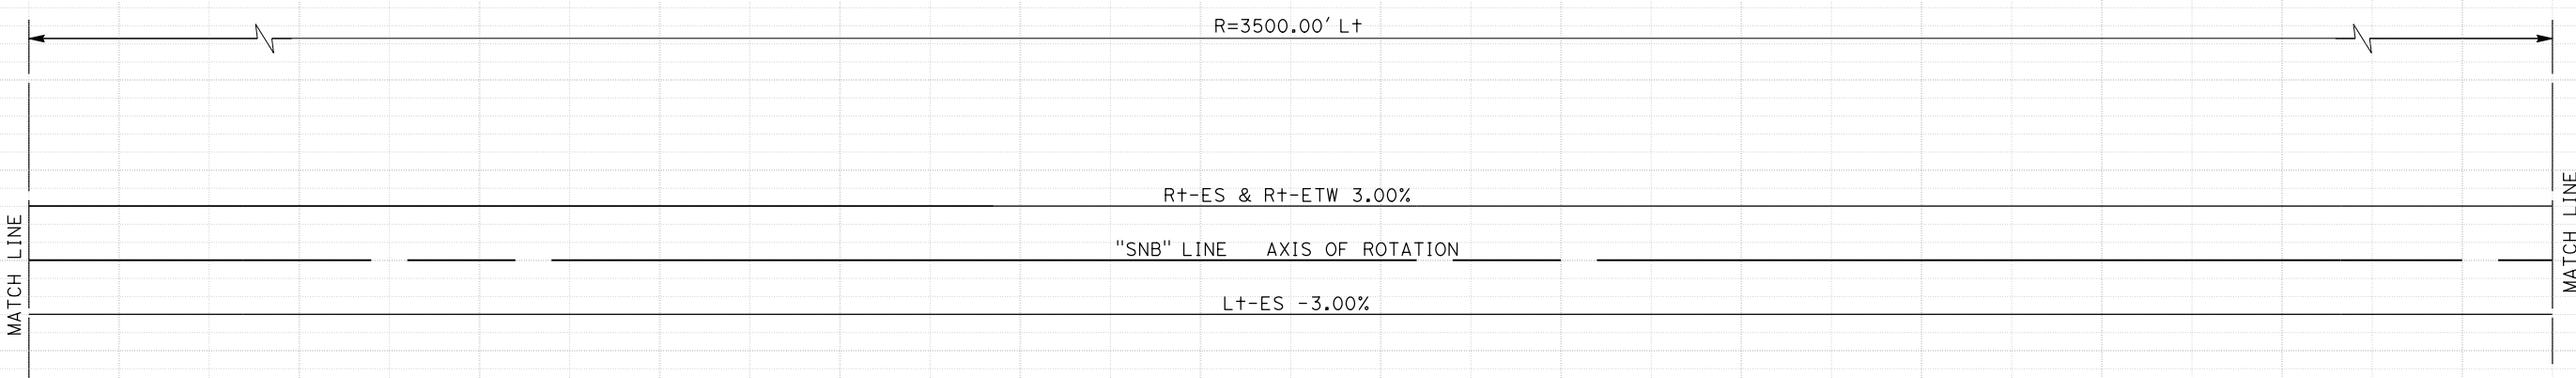 R=3500.00' Lt
Rt-ES & Rt-ETW 3.00%
"SNB" LINE AXIS OF ROTATION
Lt-ES -3.00%
MATCH LINE
MATCH LINE